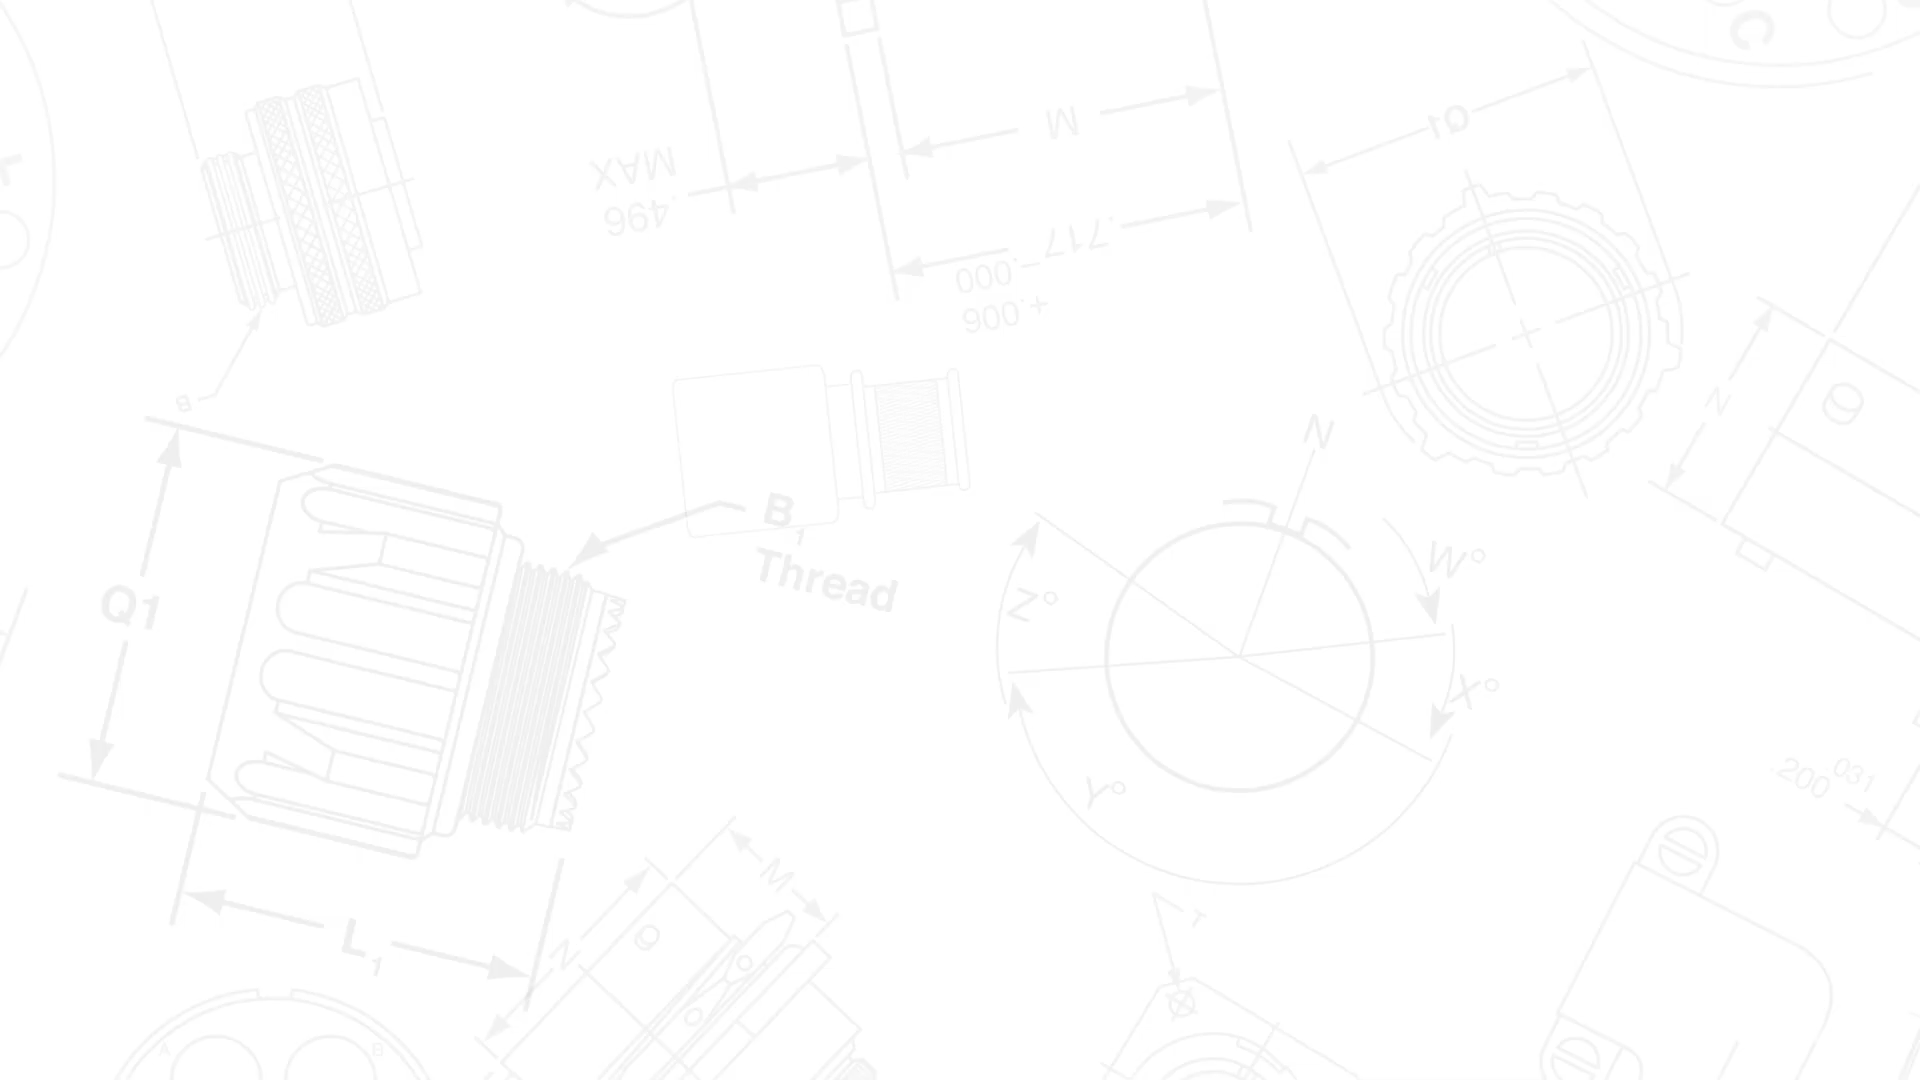 C
M
Q1
MAX
.496
.717
-.000
+.006
N
B
N
B1
Thread
W°
Q1
Z°
X°
200
031
Y°
M
T
L1
N
A
B